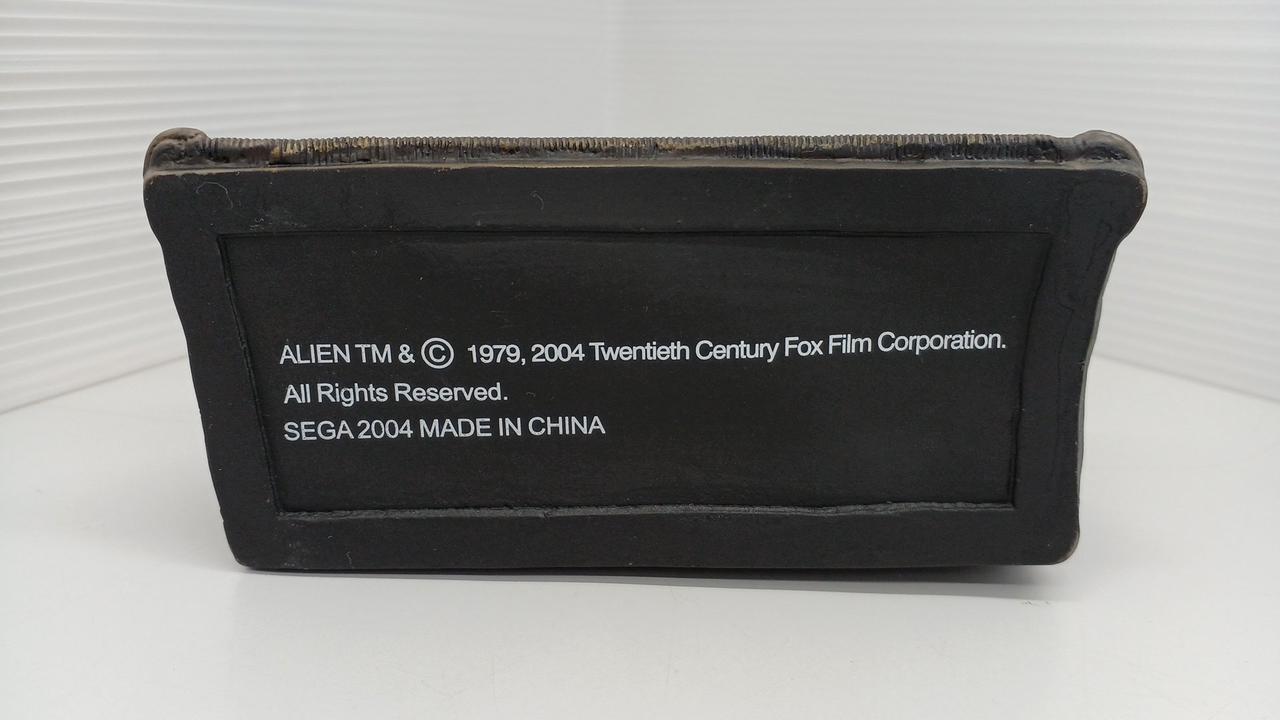 ALIEN TM & © 1979, 2004 Twentieth Century Fox Film Corporation.
All Rights Reserved.
SEGA 2004 MADE IN CHINA